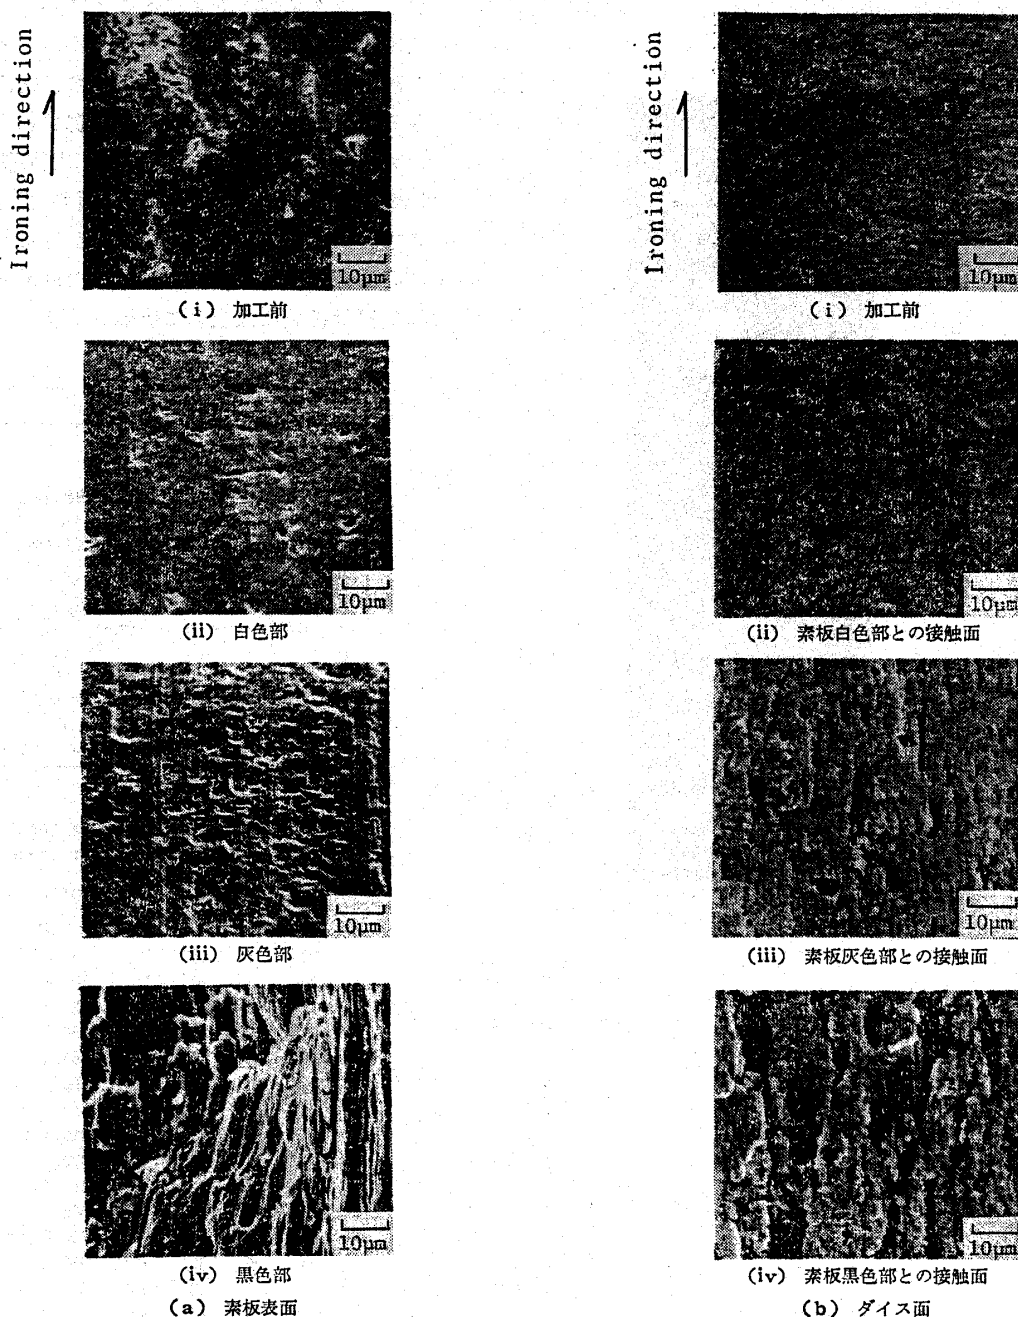 Ironing direction
10μm
(i) 加工前
10μm
(ii) 白色部
10μm
(iii) 灰色部
10μm
(iv) 黒色部
(a) 素板表面
Ironing direction
10μm
(i) 加工前
10μm
(ii) 素板白色部との接触面
10μm
(iii) 素板灰色部との接触面
10μm
(iv) 素板黒色部との接触面
(b) ダイス面